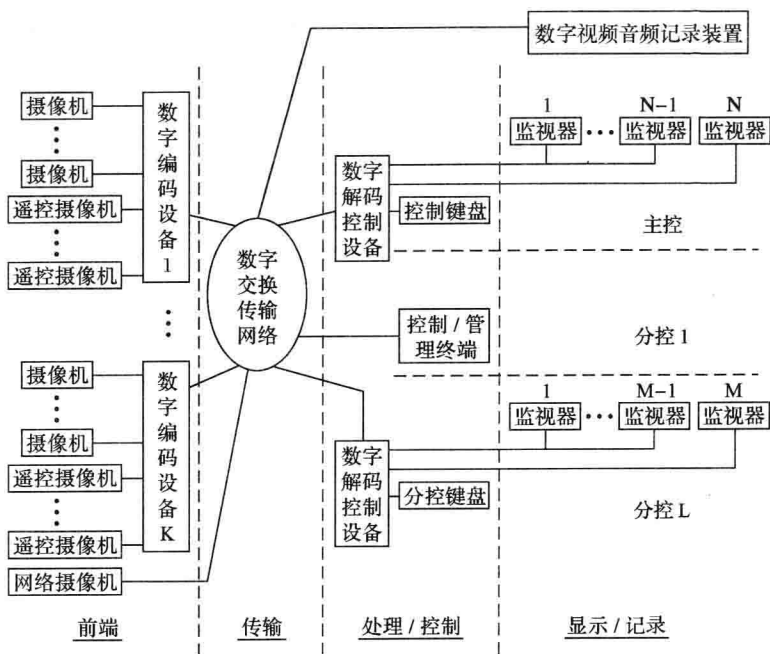 数字视频音频记录装置
1
N-1
N
监视器
监视器
监视器
摄像机
摄像机
遥控摄像机
遥控摄像机
数字编码设备1
数字解码控制设备
控制键盘
主控
数字交换传输网络
控制/管理终端
分控1
摄像机
摄像机
遥控摄像机
遥控摄像机
网络摄像机
数字编码设备K
1
M-1
M
监视器
监视器
监视器
数字解码控制设备
分控键盘
分控L
前端
传输
处理/控制
显示/记录